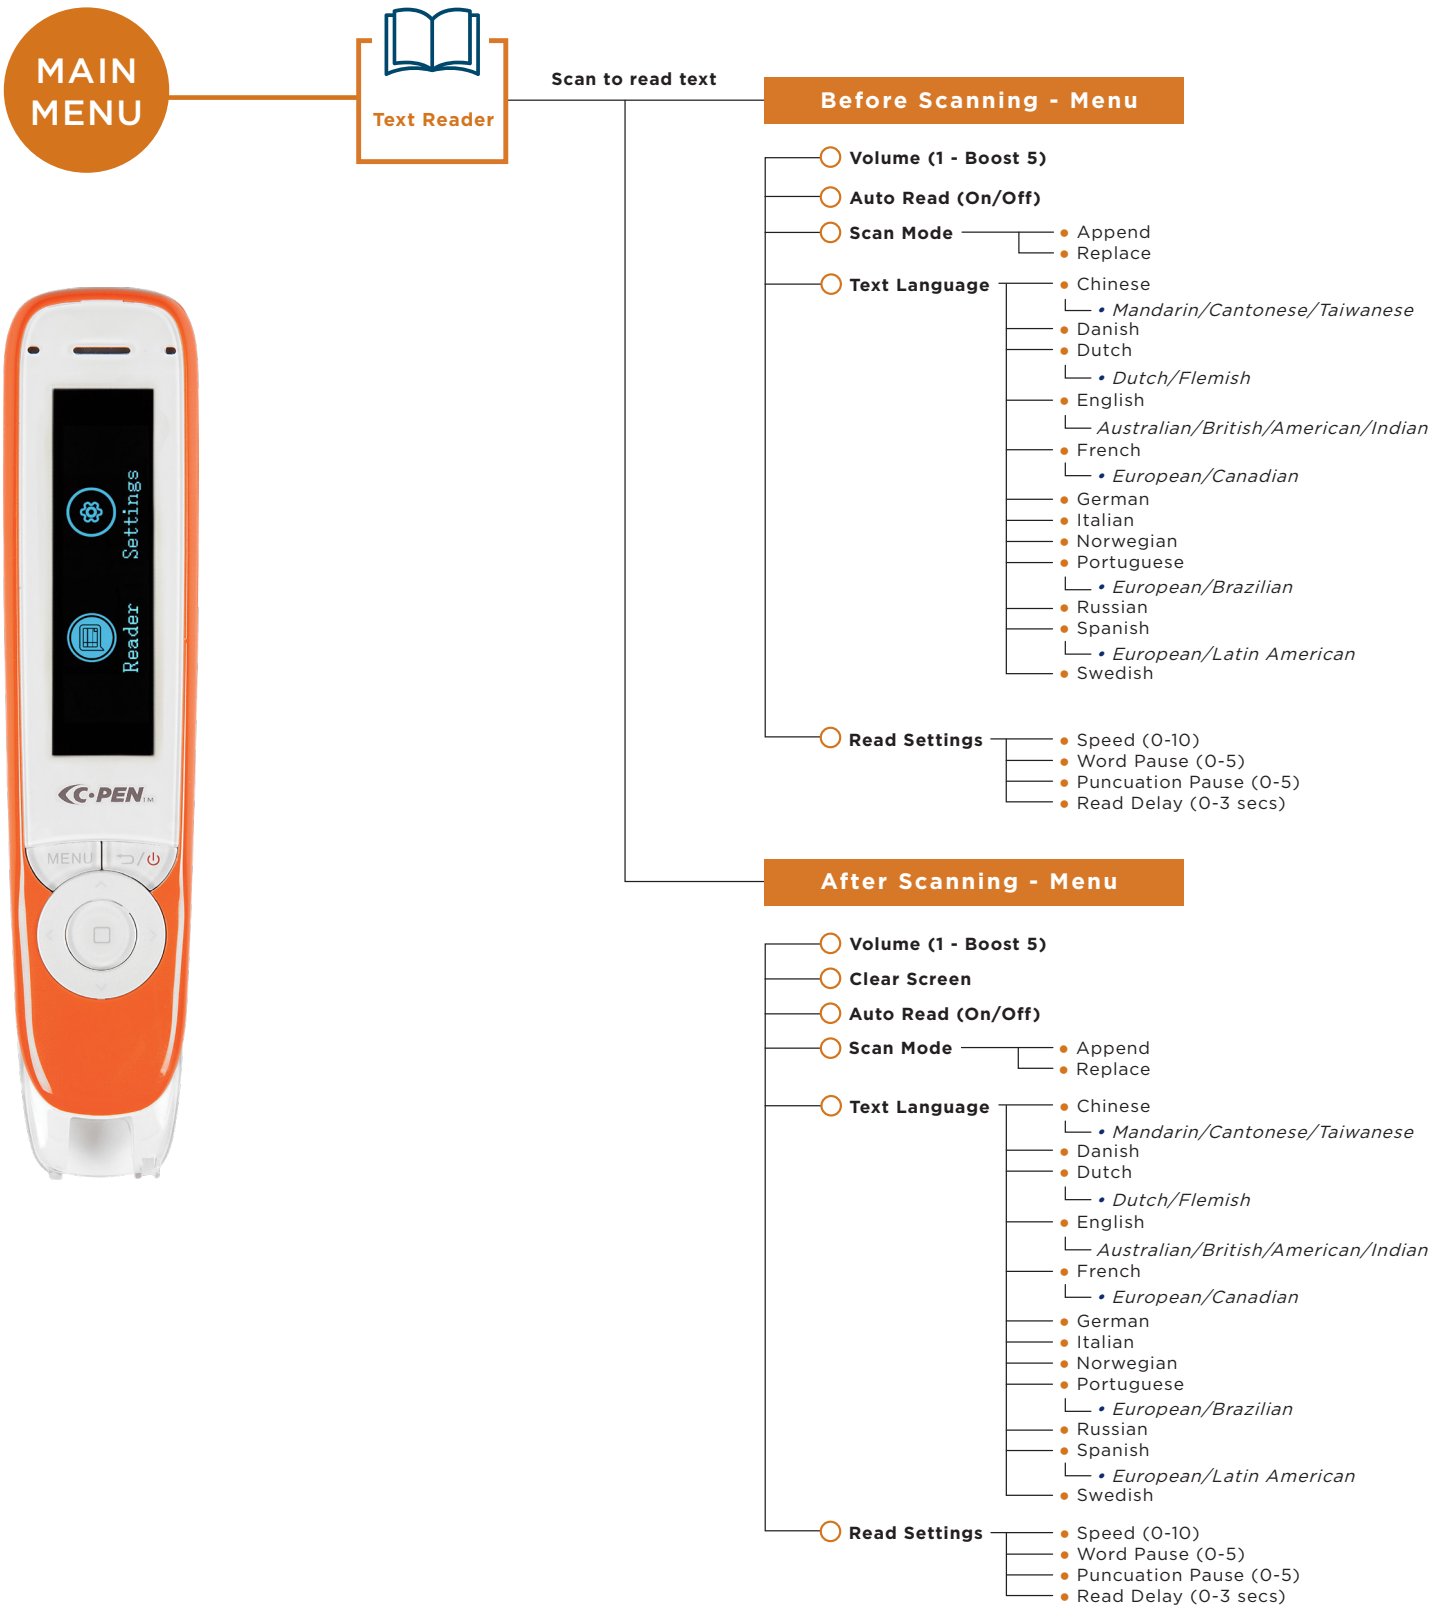 MAIN
MENU
Text Reader
Scan to read text
Before Scanning - Menu
Volume (1 - Boost 5)
Auto Read (On/Off)
Scan Mode
• Append
• Replace
Text Language
• Chinese
• Mandarin/Cantonese/Taiwanese
• Danish
• Dutch
• Dutch/Flemish
• English
Australian/British/American/Indian
• French
• European/Canadian
• German
• Italian
• Norwegian
• Portuguese
• European/Brazilian
• Russian
• Spanish
• European/Latin American
• Swedish
Read Settings
• Speed (0-10)
• Word Pause (0-5)
• Puncuation Pause (0-5)
• Read Delay (0-3 secs)
After Scanning - Menu
Volume (1 - Boost 5)
Clear Screen
Auto Read (On/Off)
Scan Mode
• Append
• Replace
Text Language
• Chinese
• Mandarin/Cantonese/Taiwanese
• Danish
• Dutch
• Dutch/Flemish
• English
Australian/British/American/Indian
• French
• European/Canadian
• German
• Italian
• Norwegian
• Portuguese
• European/Brazilian
• Russian
• Spanish
• European/Latin American
• Swedish
Read Settings
• Speed (0-10)
• Word Pause (0-5)
• Puncuation Pause (0-5)
• Read Delay (0-3 secs)
Reader
Settings
C·PEN™
MENU